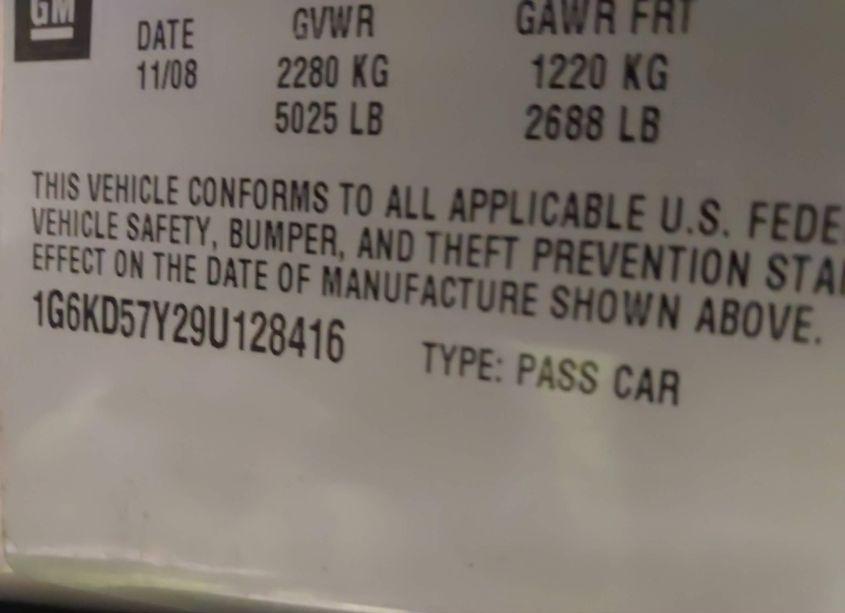 GM
DATE GVWR GAWR FRT
11/08 2280 KG 1220 KG
5025 LB 2688 LB
THIS VEHICLE CONFORMS TO ALL APPLICABLE U.S. FEDE
VEHICLE SAFETY, BUMPER, AND THEFT PREVENTION STA
EFFECT ON THE DATE OF MANUFACTURE SHOWN ABOVE.
1G6KD57Y29U128416 TYPE: PASS CAR